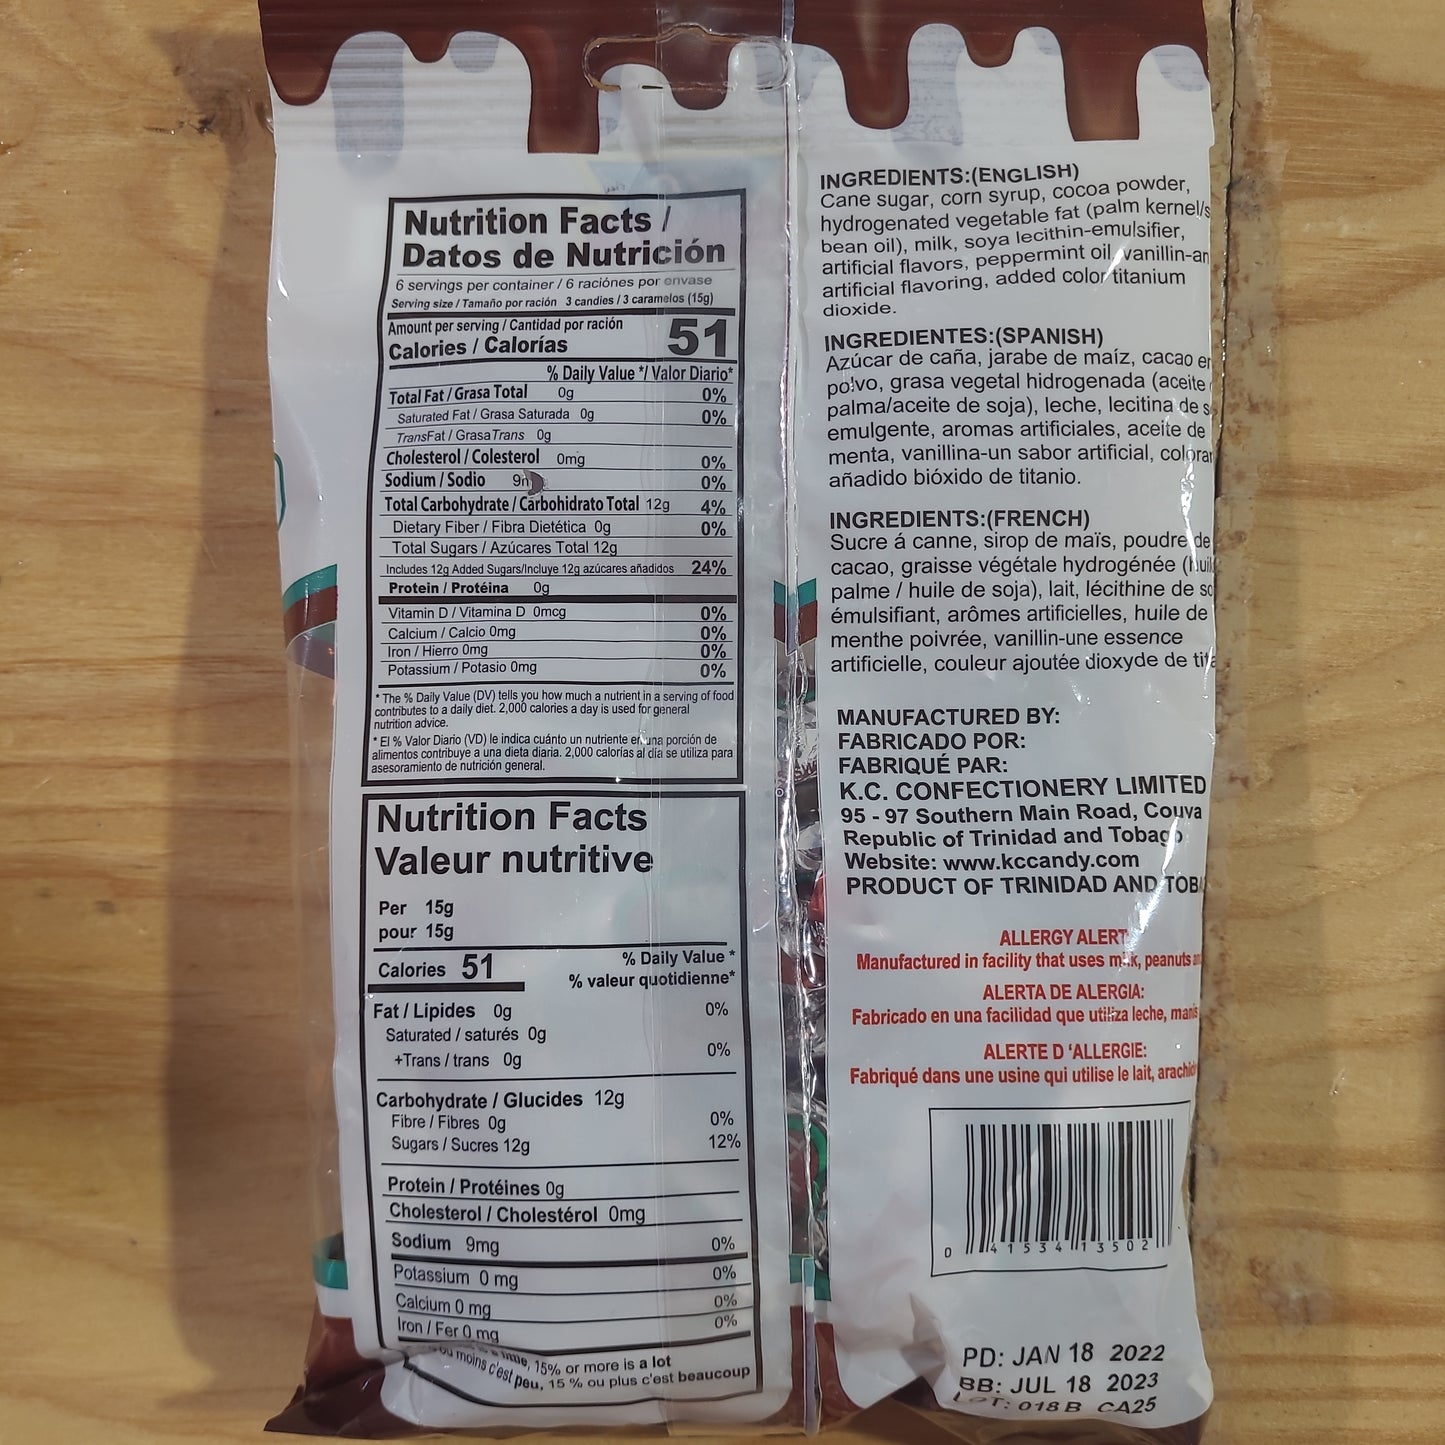 Nutrition Facts /
Datos de Nutrición
6 servings per container / 6 raciónes por envase
Serving size / Tamaño por ración 3 candies / 3 caramelos (15g)
Amount per serving / Cantidad por ración
Calories / Calorías 51
% Daily Value */ Valor Diario*
Total Fat / Grasa Total 0g 0%
Saturated Fat / Grasa Saturada 0g 0%
TransFat / GrasaTrans 0g
Cholesterol / Colesterol 0mg 0%
Sodium / Sodio 0%
Total Carbohydrate / Carbohidrato Total 12g 4%
Dietary Fiber / Fibra Dietética 0g 0%
Total Sugars / Azúcares Total 12g
Includes 12g Added Sugars/Incluye 12g azúcares añadidos 24%
Protein / Protéina 0g
Vitamin D / Vitamina D 0mcg 0%
Calcium / Calcio 0mg 0%
Iron / Hierro 0mg 0%
Potassium / Potasio 0mg 0%
* The % Daily Value (DV) tells you how much a nutrient in a serving of food
contributes to a daily diet. 2,000 calories a day is used for general
nutrition advice.
* El % Valor Diario (VD) le indica cuánto un nutriente en una porción de
alimentos contribuye a una dieta diaria. 2,000 calorías al día se utiliza para
asesoramiento de nutrición general.
Nutrition Facts
Valeur nutritive
Per 15g
pour 15g
Calories 51
% Daily Value *
% valeur quotidienne*
Fat / Lipides 0g 0%
Saturated / saturés 0g
+Trans / trans 0g 0%
Carbohydrate / Glucides 12g
Fibre / Fibres 0g 0%
Sugars / Sucres 12g 12%
Protein / Protéines 0g
Cholesterol / Cholestérol 0mg
Sodium 9mg 0%
Potassium 0 mg 0%
Calcium 0 mg 0%
Iron / Fer 0 mg 0%
15% or more is a lot
ou moins c'est peu, 15 % ou plus c'est beaucoup
INGREDIENTS:(ENGLISH)
Cane sugar, corn syrup, cocoa powder,
hydrogenated vegetable fat (palm kernel/
bean oil), milk, soya lecithin-emulsifier,
artificial flavors, peppermint oil, vanillin-an
artificial flavoring, added color titanium
dioxide.
INGREDIENTES:(SPANISH)
Azúcar de caña, jarabe de maíz, cacao en
polvo, grasa vegetal hidrogenada (aceite
palma/aceite de soja), leche, lecitina de
emulgente, aromas artificiales, aceite de
menta, vanillina-un sabor artificial,
añadido bióxido de titanio.
INGREDIENTS:(FRENCH)
Sucre á canne, sirop de maïs, poudre de
cacao, graisse végétale hydrogénée
palme / huile de soja), lait, lécithine de
émulsifiant, arômes artificielles, huile de
menthe poivrée, vanillin-une essence
artificielle, couleur ajoutée dioxyde de
MANUFACTURED BY:
FABRICADO POR:
FABRIQUÉ PAR:
K.C. CONFECTIONERY LIMITED
95 - 97 Southern Main Road, Couva
Republic of Trinidad and Tobago
Website: www.kccandy.com
PRODUCT OF TRINIDAD AND
ALLERGY ALERT
Manufactured in facility that uses milk, peanuts
ALERTA DE ALERGIA:
Fabricado en una facilidad que utiliza leche,
ALERTE D 'ALLERGIE:
Fabriqué dans une usine qui utilise le lait,
0 41534 13502
PD: JAN 18 2022
BB: JUL 18 2023
LOT: 018 B CA25